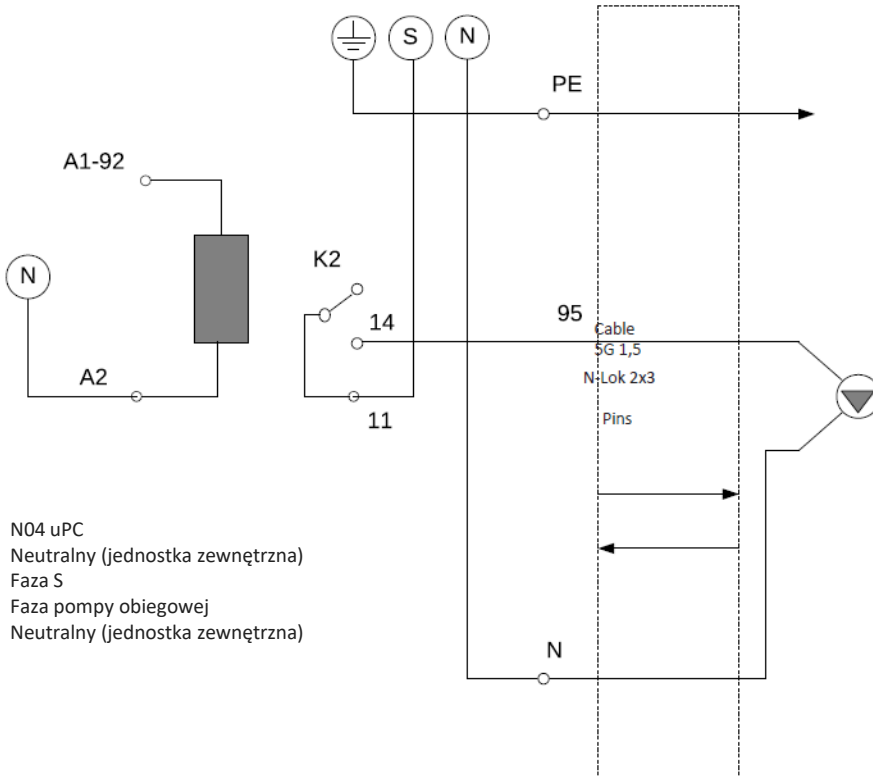 S
N
PE
A1-92
N
K2
14
95
Cable
5G 1,5
N-Lok 2x3
Pins
A2
11
N04 uPC
Neutralny (jednostka zewnętrzna)
Faza S
Faza pompy obiegowej
Neutralny (jednostka zewnętrzna)
N